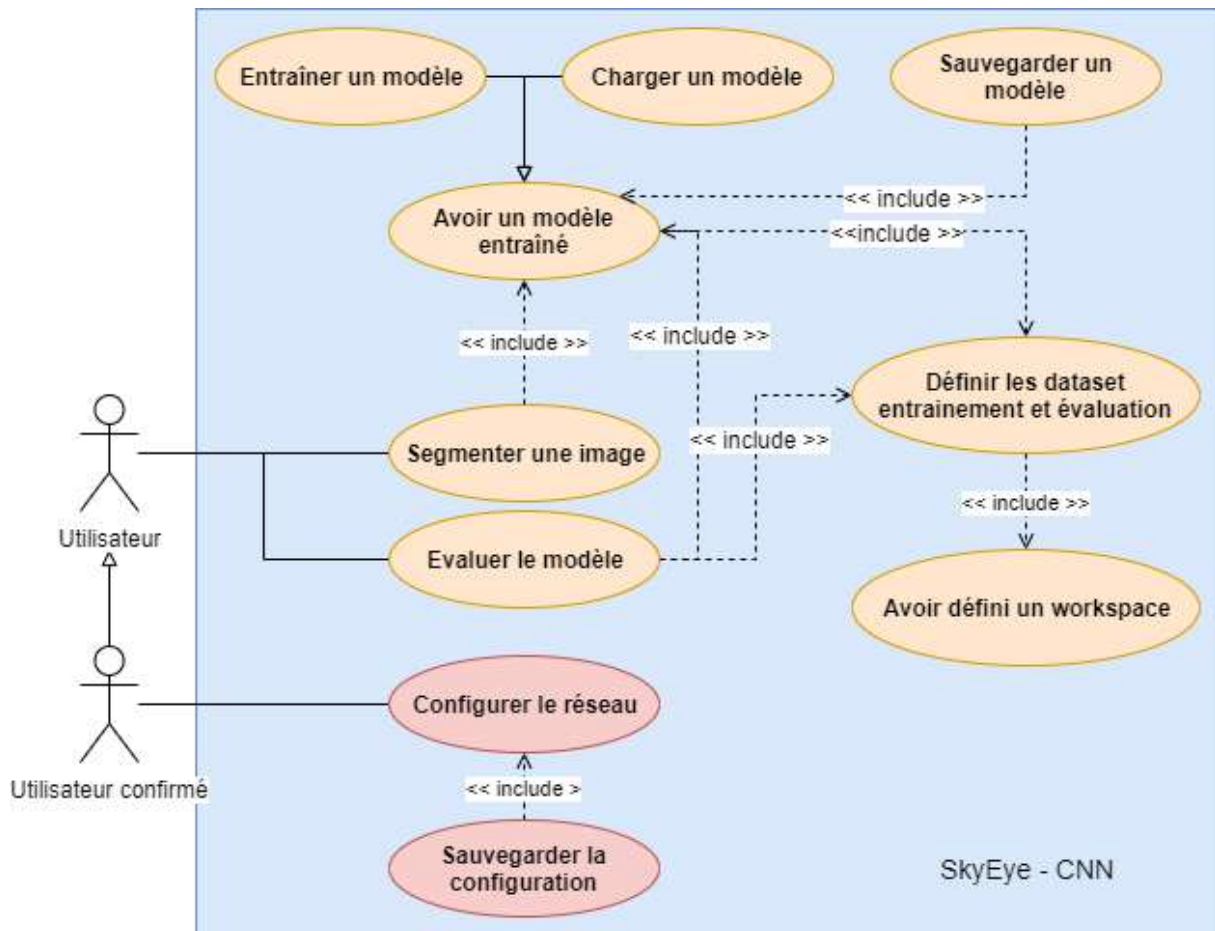 Entraîner un modèle
Charger un modèle
Sauvegarder un
modèle
<< include >>
Avoir un modèle
entraîné
<<include >>
<< include >>
<< include >>
Définir les dataset
entrainement et évaluation
<< include >>
Segmenter une image
<< include >>
Utilisateur
Evaluer le modèle
Avoir défini un workspace
Configurer le réseau
Utilisateur confirmé
<< include >
Sauvegarder la
configuration
SkyEye - CNN